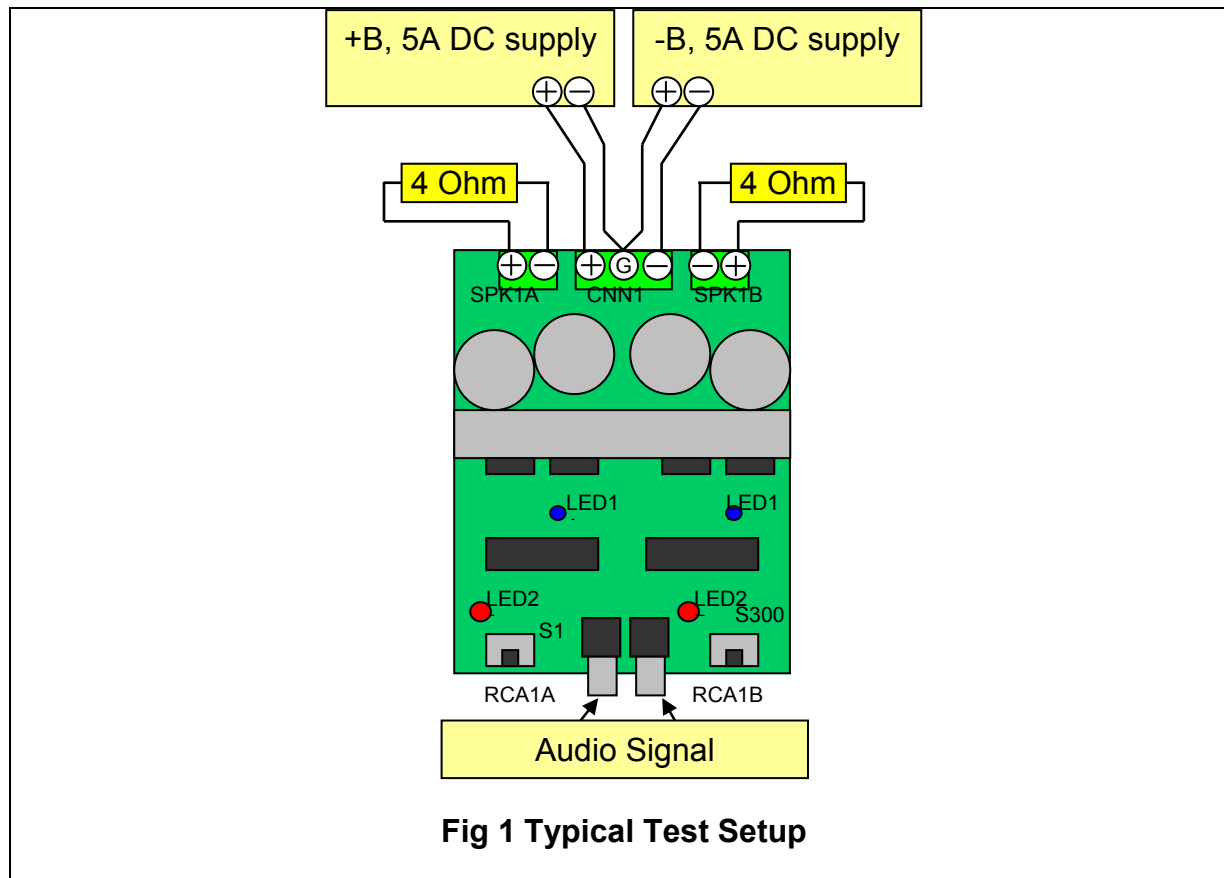 +B, 5A DC supply
-B, 5A DC supply
+ −
+ −
4 Ohm
4 Ohm
+ −
+ G −
− +
SPK1A
CNN1
SPK1B
LED1
LED1
LED2
LED2
S300
S1
RCA1A
RCA1B
Audio Signal
Fig 1 Typical Test Setup